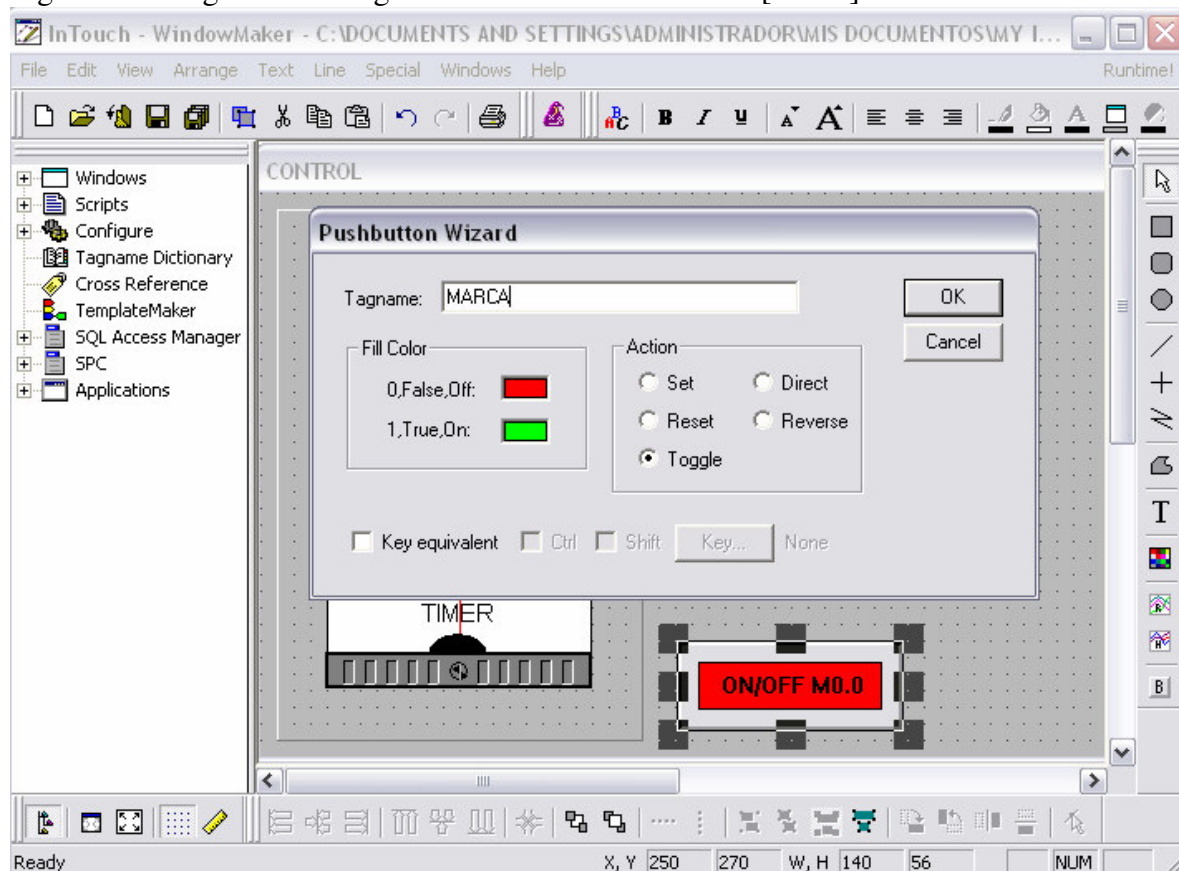 InTouch - WindowMaker - C:\DOCUMENTS AND SETTINGS\ADMINISTRADOR\MIS DOCUMENTOS\MY I...
File Edit View Arrange Text Line Special Windows Help Runtime!
Windows
Scripts
Configure
Tagname Dictionary
Cross Reference
TemplateMaker
SQL Access Manager
SPC
Applications
CONTROL
Pushbutton Wizard
Tagname: MARCA
OK
Cancel
Fill Color
0,False,Off:
1,True,On:
Action
Set Direct
Reset Reverse
Toggle
Key equivalent Ctrl Shift Key... None
TIMER
ON/OFF M0.0
Ready X, Y 250 270 W, H 140 56 NUM